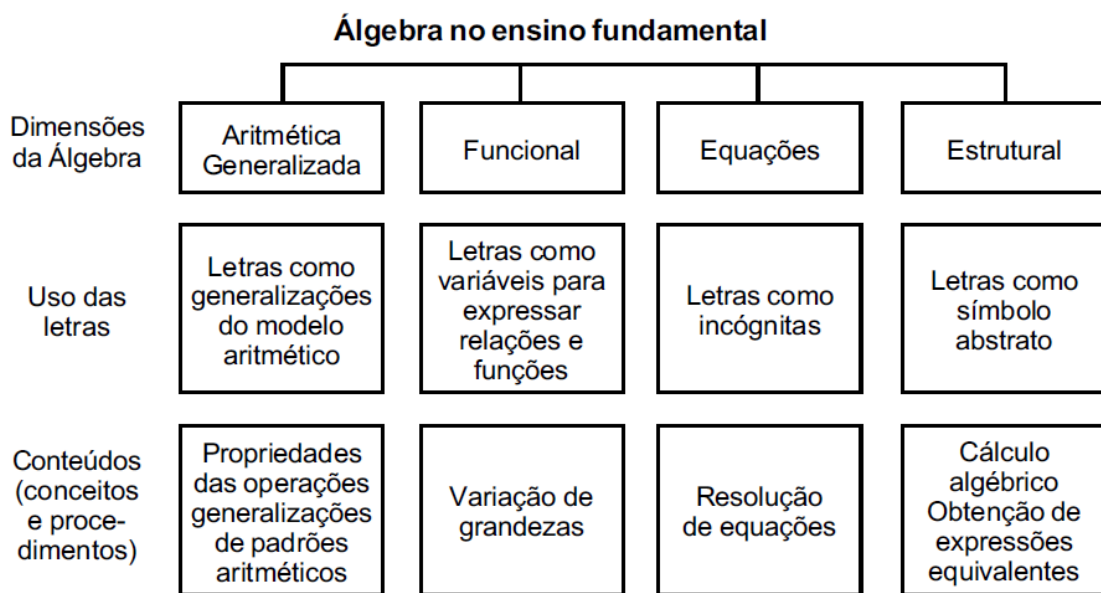 Álgebra no ensino fundamental
Dimensões
da Álgebra
Aritmética
Generalizada
Funcional
Equações
Estrutural
Uso das
letras
Letras como
generalizações
do modelo
aritmético
Letras como
variáveis para
expressar
relações e
funções
Letras como
incógnitas
Letras como
símbolo
abstrato
Conteúdos
(conceitos
e proce-
dimentos)
Propriedades
das operações
generalizações
de padrões
aritméticos
Variação de
grandezas
Resolução
de equações
Cálculo
algébrico
Obtenção de
expressões
equivalentes